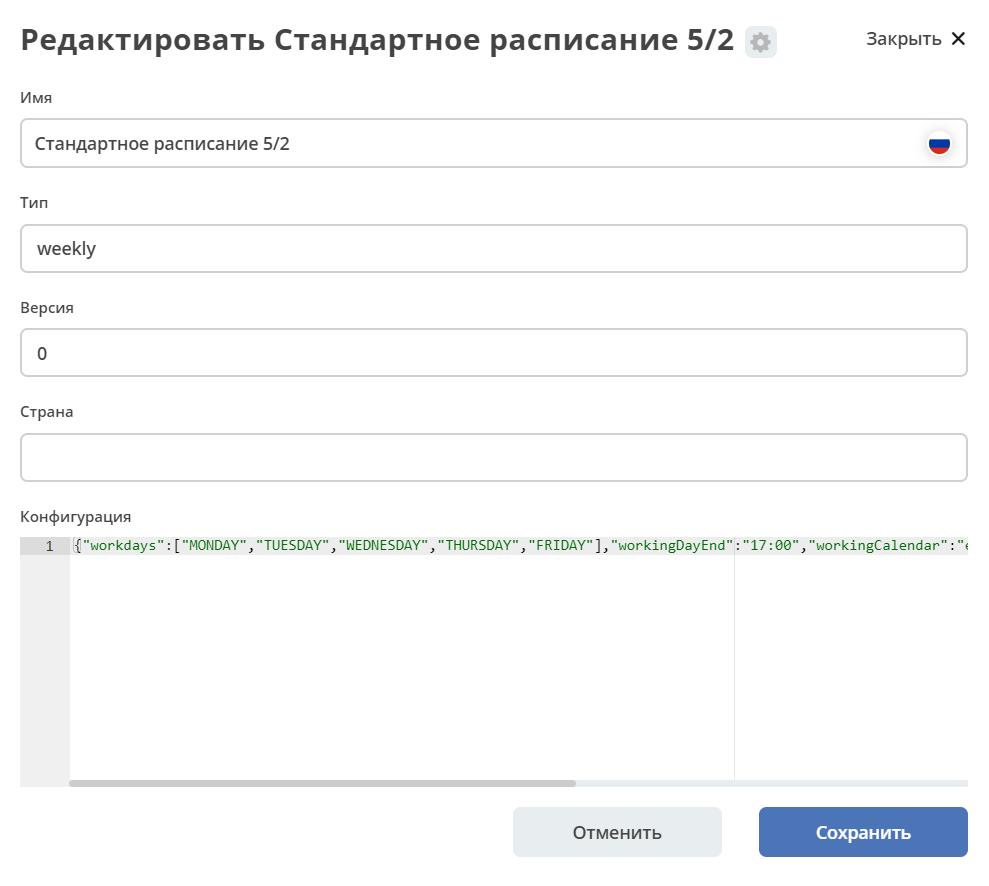 Редактировать Стандартное расписание 5/2
Закрыть
Имя
Стандартное расписание 5/2
Тип
weekly
Версия
0
Страна
Конфигурация
1 {"workdays":["MONDAY","TUESDAY","WEDNESDAY","THURSDAY","FRIDAY"],"workingDayEnd":"17:00","workingCalendar":"
Отменить
Сохранить